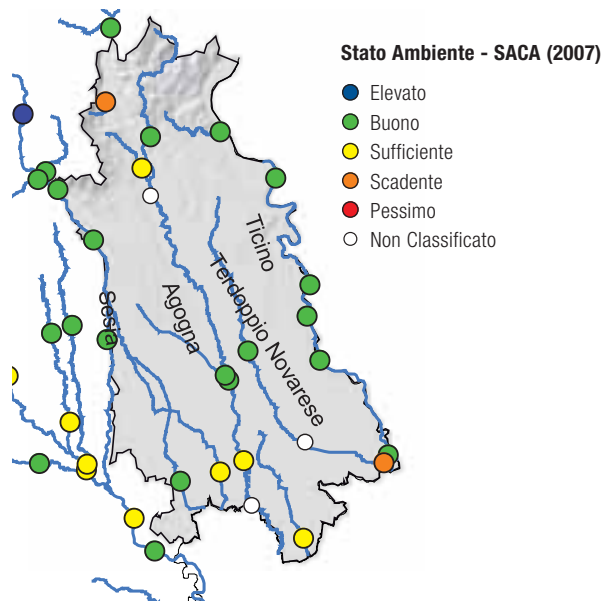 Stato Ambiente - SACA (2007)
Elevato
Buono
Sufficiente
Scadente
Pessimo
Non Classificato
Ticino
Terdoppio Novarese
Agogna
Sesia